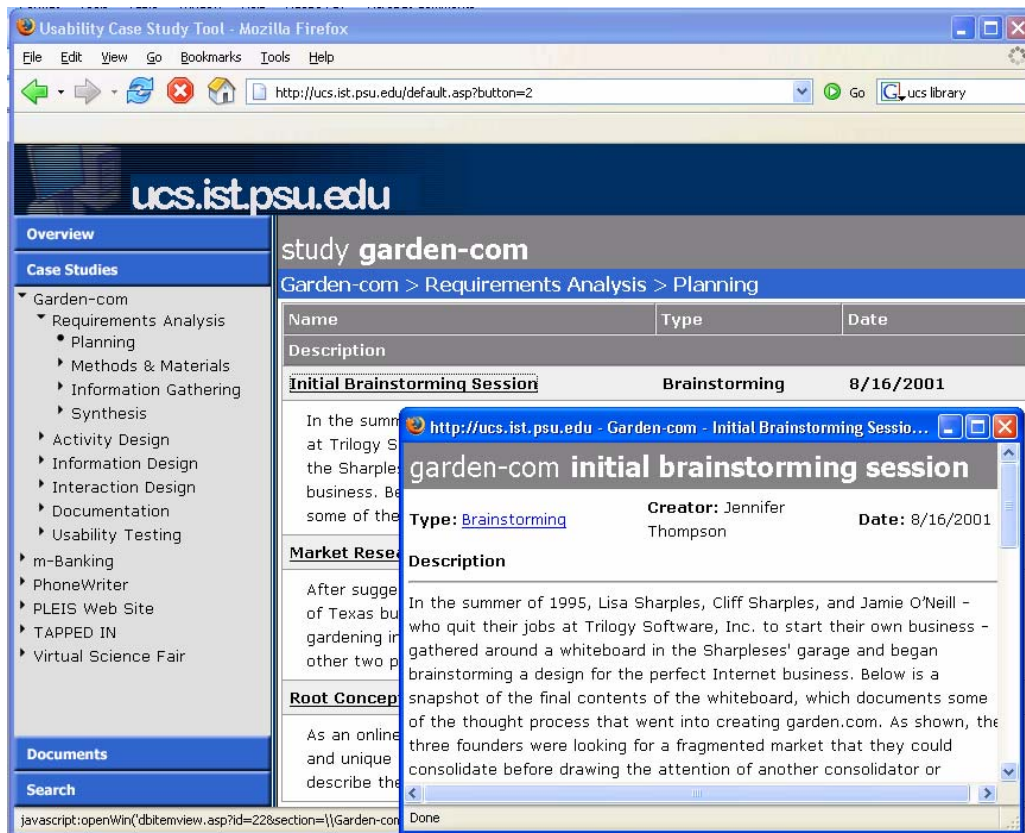 Usability Case Study Tool - Mozilla Firefox
File Edit View Go Bookmarks Tools Help
http://ucs.ist.psu.edu/default.asp?button=2 Go G ucs library
ucs.ist.psu.edu
Overview
Case Studies
Garden-com
Requirements Analysis
Planning
Methods & Materials
Information Gathering
Synthesis
Activity Design
Information Design
Interaction Design
Documentation
Usability Testing
m-Banking
PhoneWriter
PLEIS Web Site
TAPPED IN
Virtual Science Fair
Documents
Search
study garden-com
Garden-com > Requirements Analysis > Planning
Name Type Date
Description
Initial Brainstorming Session Brainstorming 8/16/2001
In the summ
at Trilogy S
the Sharples
business. Be
some of the
Market Resea
After sugge
of Texas bu
gardening in
other two p
Root Concep
As an online
and unique
describe the
http://ucs.ist.psu.edu - Garden-com - Initial Brainstorming Sessio...
garden-com initial brainstorming session
Type: Brainstorming Creator: Jennifer Thompson Date: 8/16/2001
Description
In the summer of 1995, Lisa Sharples, Cliff Sharples, and Jamie O'Neill –
who quit their jobs at Trilogy Software, Inc. to start their own business –
gathered around a whiteboard in the Sharpleses' garage and began
brainstorming a design for the perfect Internet business. Below is a
snapshot of the final contents of the whiteboard, which documents some
of the thought process that went into creating garden.com. As shown, the
three founders were looking for a fragmented market that they could
consolidate before drawing the attention of another consolidator or
Done
javascript:openWin('dbitemview.asp?id=22&section=\\Garden-con